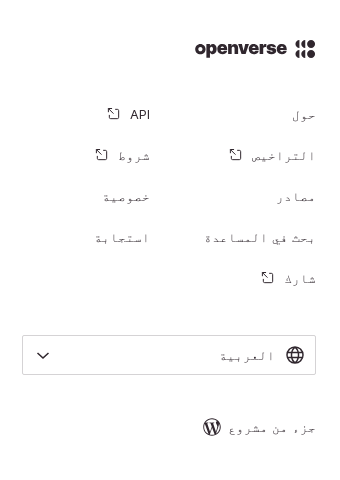 openverse
حول
API
التراخيص
شروط
مصادر
خصوصية
بحث في المساعدة
استجابة
شارك
العربية
جزء من مشروع